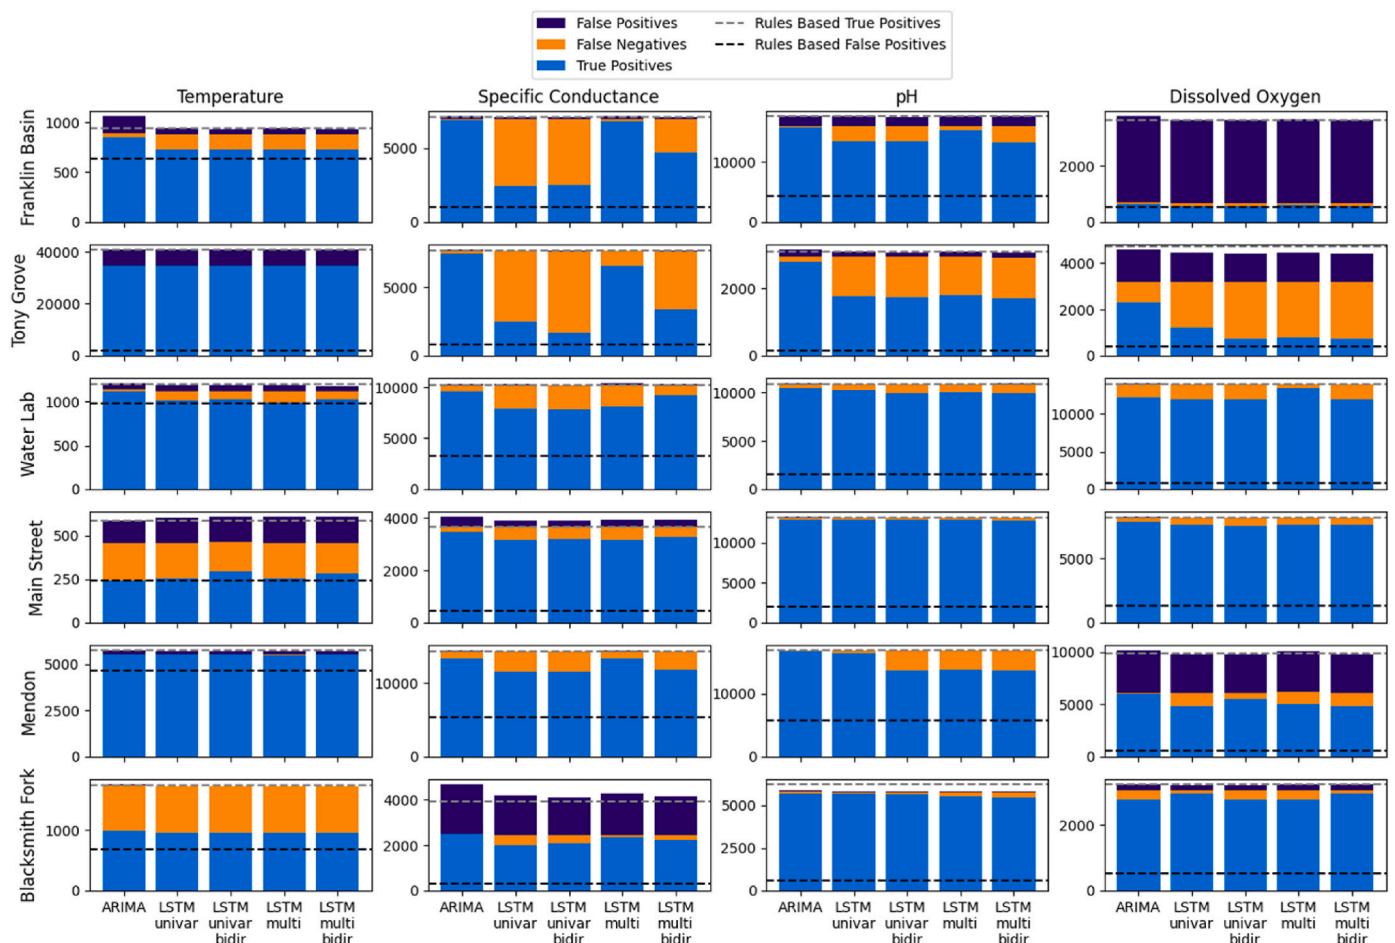 False Positives
False Negatives
True Positives
Rules Based True Positives
Rules Based False Positives
Temperature
Specific Conductance
pH
Dissolved Oxygen
Franklin Basin
1000
500
0
5000
0
10000
0
2000
0
Tony Grove
40000
20000
0
5000
0
2000
0
4000
2000
0
Water Lab
1000
500
0
10000
5000
0
10000
5000
0
10000
0
Main Street
500
250
0
4000
2000
0
10000
5000
0
5000
0
Mendon
5000
2500
0
10000
0
10000
0
10000
5000
0
Blacksmith Fork
1000
0
4000
2000
0
5000
2500
0
2000
0
ARIMA
LSTM
univar
LSTM
univar
bidir
LSTM
multi
LSTM
multi
bidir
ARIMA
LSTM
univar
LSTM
univar
bidir
LSTM
multi
LSTM
multi
bidir
ARIMA
LSTM
univar
LSTM
univar
bidir
LSTM
multi
LSTM
multi
bidir
ARIMA
LSTM
univar
LSTM
univar
bidir
LSTM
multi
LSTM
multi
bidir